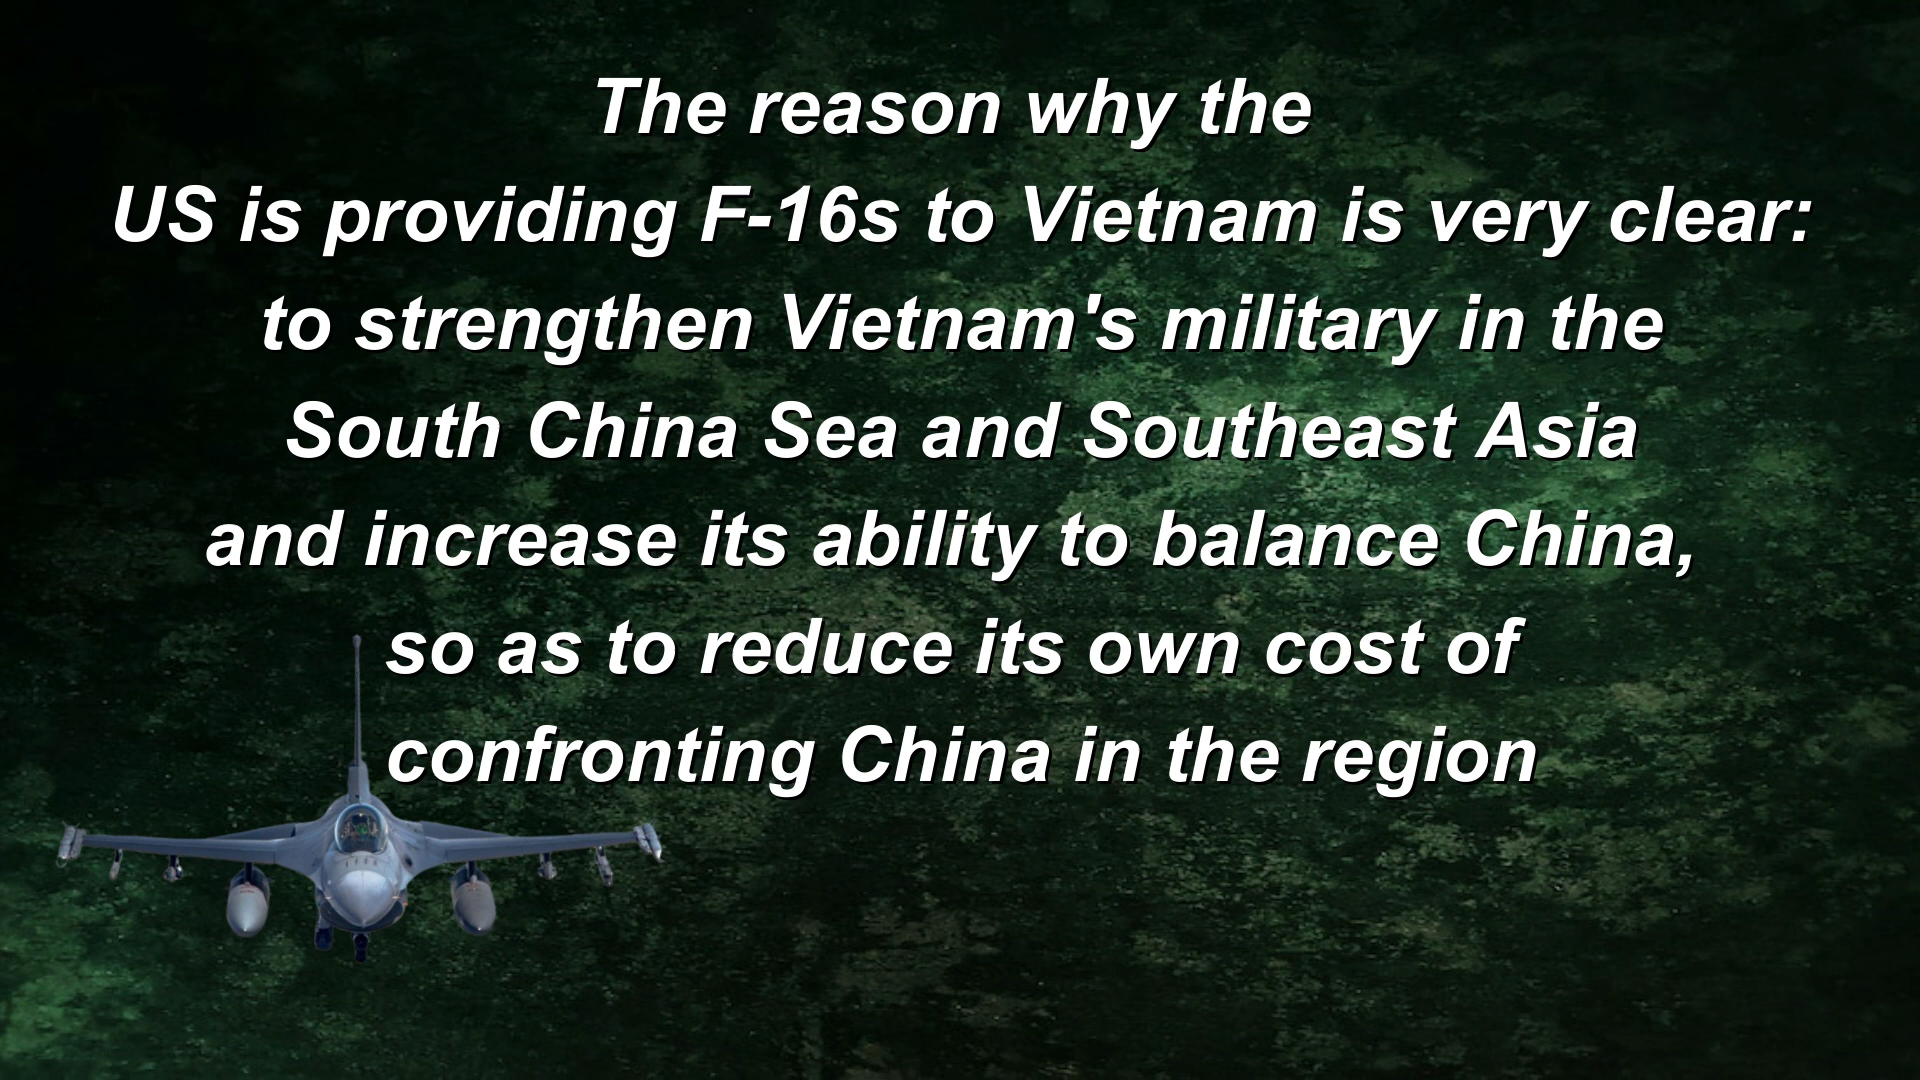 The reason why the
US is providing F-16s to Vietnam is very clear:
to strengthen Vietnam's military in the
South China Sea and Southeast Asia
and increase its ability to balance China,
so as to reduce its own cost of
confronting China in the region